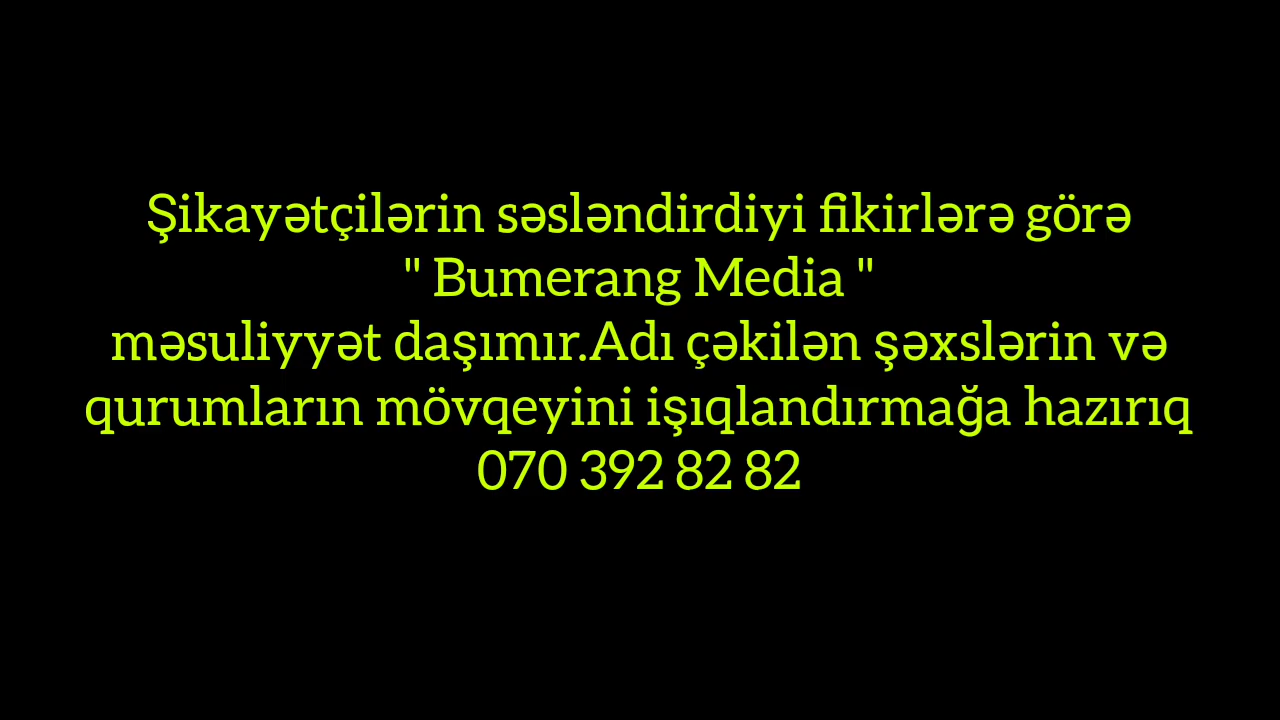 Şikayətçilərin səsləndirdiyi fikirlərə görə
" Bumerang Media "
məsuliyyət daşımır.Adı çəkilən şəxslərin və
qurumların mövqeyini işıqlandırmağa hazırıq
070 392 82 82